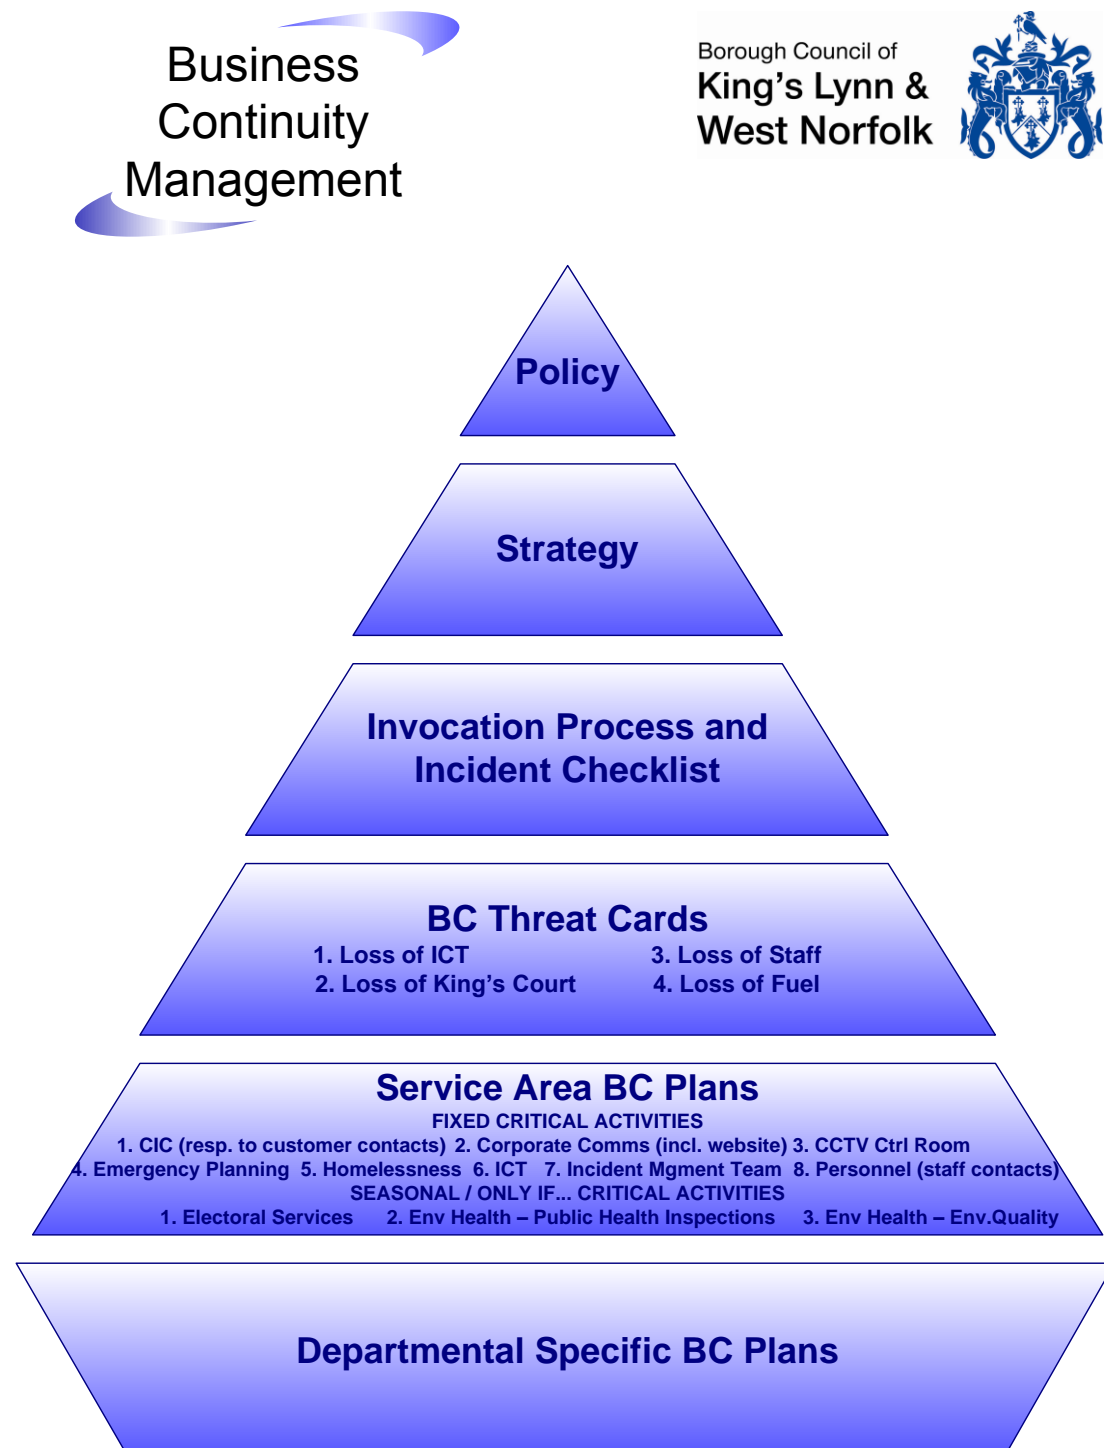 Business
Continuity
Management
Borough Council of
King's Lynn &
West Norfolk
Policy
Strategy
Invocation Process and
Incident Checklist
BC Threat Cards
1. Loss of ICT 3. Loss of Staff
2. Loss of King’s Court 4. Loss of Fuel
Service Area BC Plans
FIXED CRITICAL ACTIVITIES
1. CIC (resp. to customer contacts) 2. Corporate Comms (incl. website) 3. CCTV Ctrl Room
4. Emergency Planning 5. Homelessness 6. ICT 7. Incident Mgment Team 8. Personnel (staff contacts)
SEASONAL / ONLY IF... CRITICAL ACTIVITIES
1. Electoral Services 2. Env Health – Public Health Inspections 3. Env Health – Env.Quality
Departmental Specific BC Plans